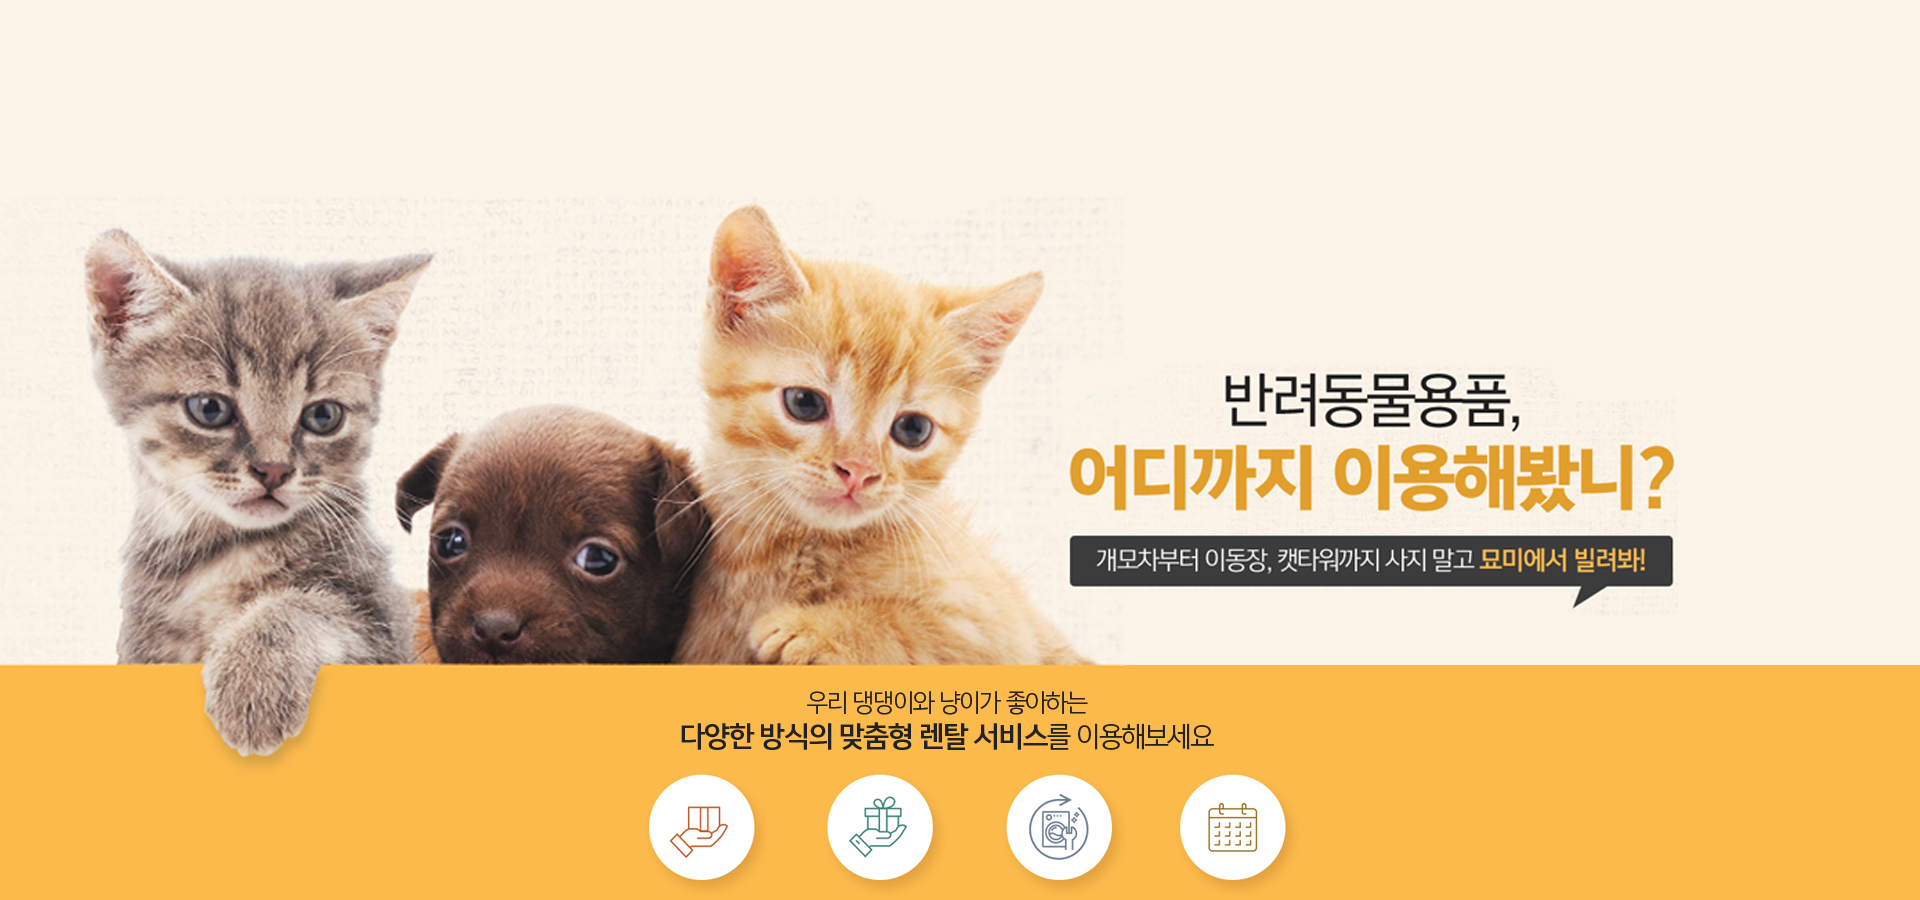 반려동물용품,
어디까지 이용해봤니?
개모차부터 이동장, 캣타워까지 사지 말고 묘미에서 빌려봐!
우리 댕댕이와 냥이가 좋아하는
다양한 방식의 맞춤형 렌탈 서비스를 이용해보세요